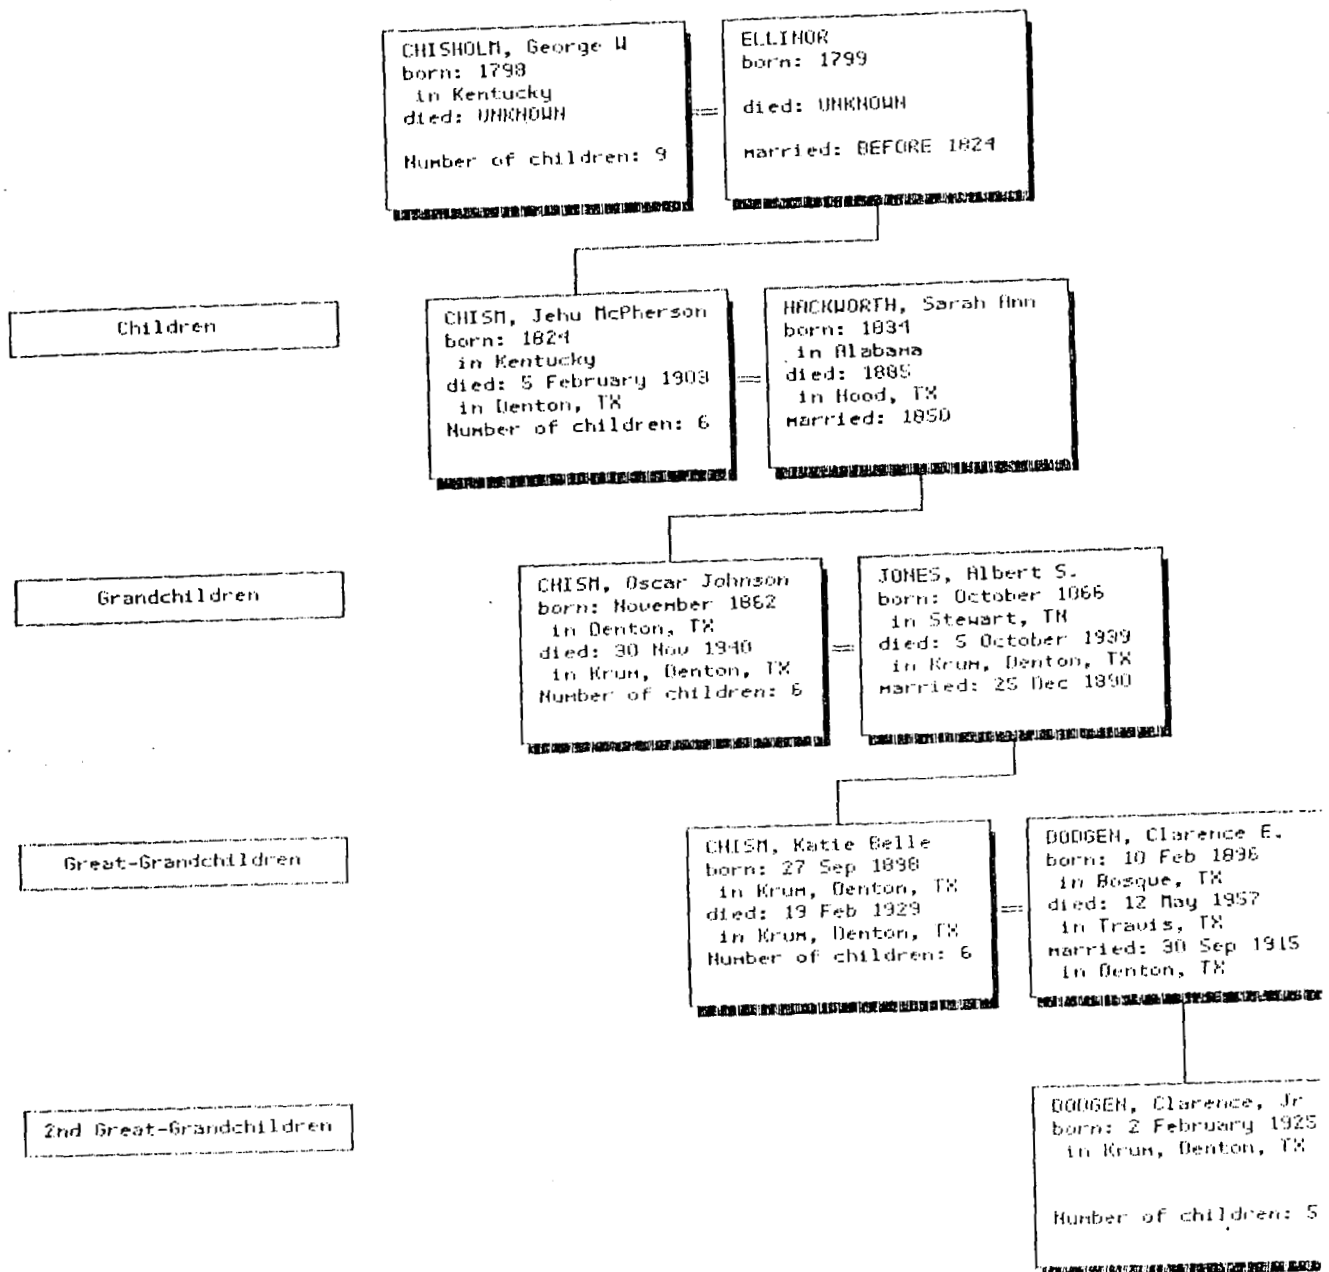 CHISHOLM, George W
born: 1798
in Kentucky
died: UNKNOWN
Number of children: 9
ELLINOR
born: 1799
died: UNKNOWN
married: BEFORE 1824
Children
CHISM, Jehu McPherson
born: 1824
in Kentucky
died: 5 February 1903
in Denton, TX
Number of children: 6
HACKWORTH, Sarah Ann
born: 1834
in Alabama
died: 1885
in Hood, TX
married: 1850
Grandchildren
CHISM, Oscar Johnson
born: November 1862
in Denton, TX
died: 30 Nov 1940
in Krum, Denton, TX
Number of children: 6
JONES, Albert S.
born: October 1866
in Stewart, TN
died: 5 October 1939
in Krum, Denton, TX
married: 25 Dec 1890
Great-Grandchildren
CHISM, Katie Belle
born: 27 Sep 1898
in Krum, Denton, TX
died: 19 Feb 1929
in Krum, Denton, TX
Number of children: 6
DODGEN, Clarence E.
born: 10 Feb 1896
in Bosque, TX
died: 12 May 1957
in Travis, TX
married: 30 Sep 1915
in Denton, TX
2nd Great-Grandchildren
DODGEN, Clarence, Jr
born: 2 February 1925
in Krum, Denton, TX
Number of children: 5